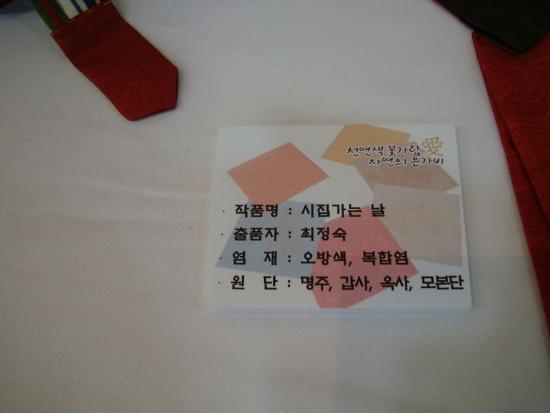 천연색 꽃가람 愛
자연의 은가비
· 작품명 : 시집가는 날
· 출품자 : 최정숙
· 염 재 : 오방색, 복합염
· 원 단 : 명주, 갑사, 옥사, 모본단